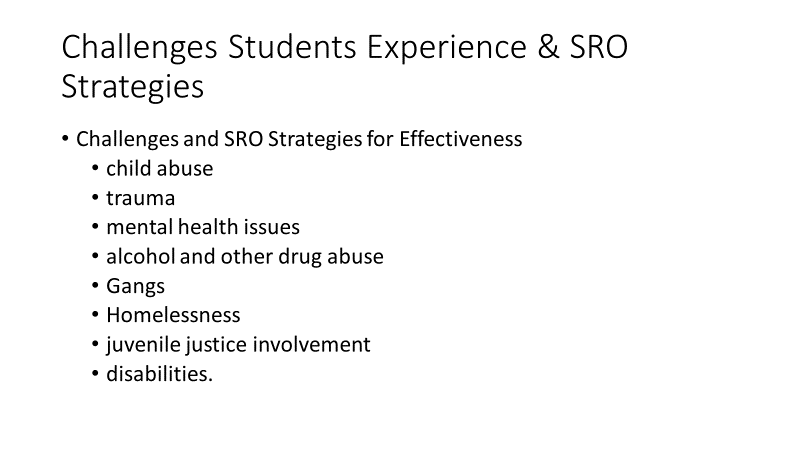 Challenges Students Experience & SRO
Strategies
• Challenges and SRO Strategies for Effectiveness
• child abuse
• trauma
• mental health issues
• alcohol and other drug abuse
• Gangs
• Homelessness
• juvenile justice involvement
• disabilities.